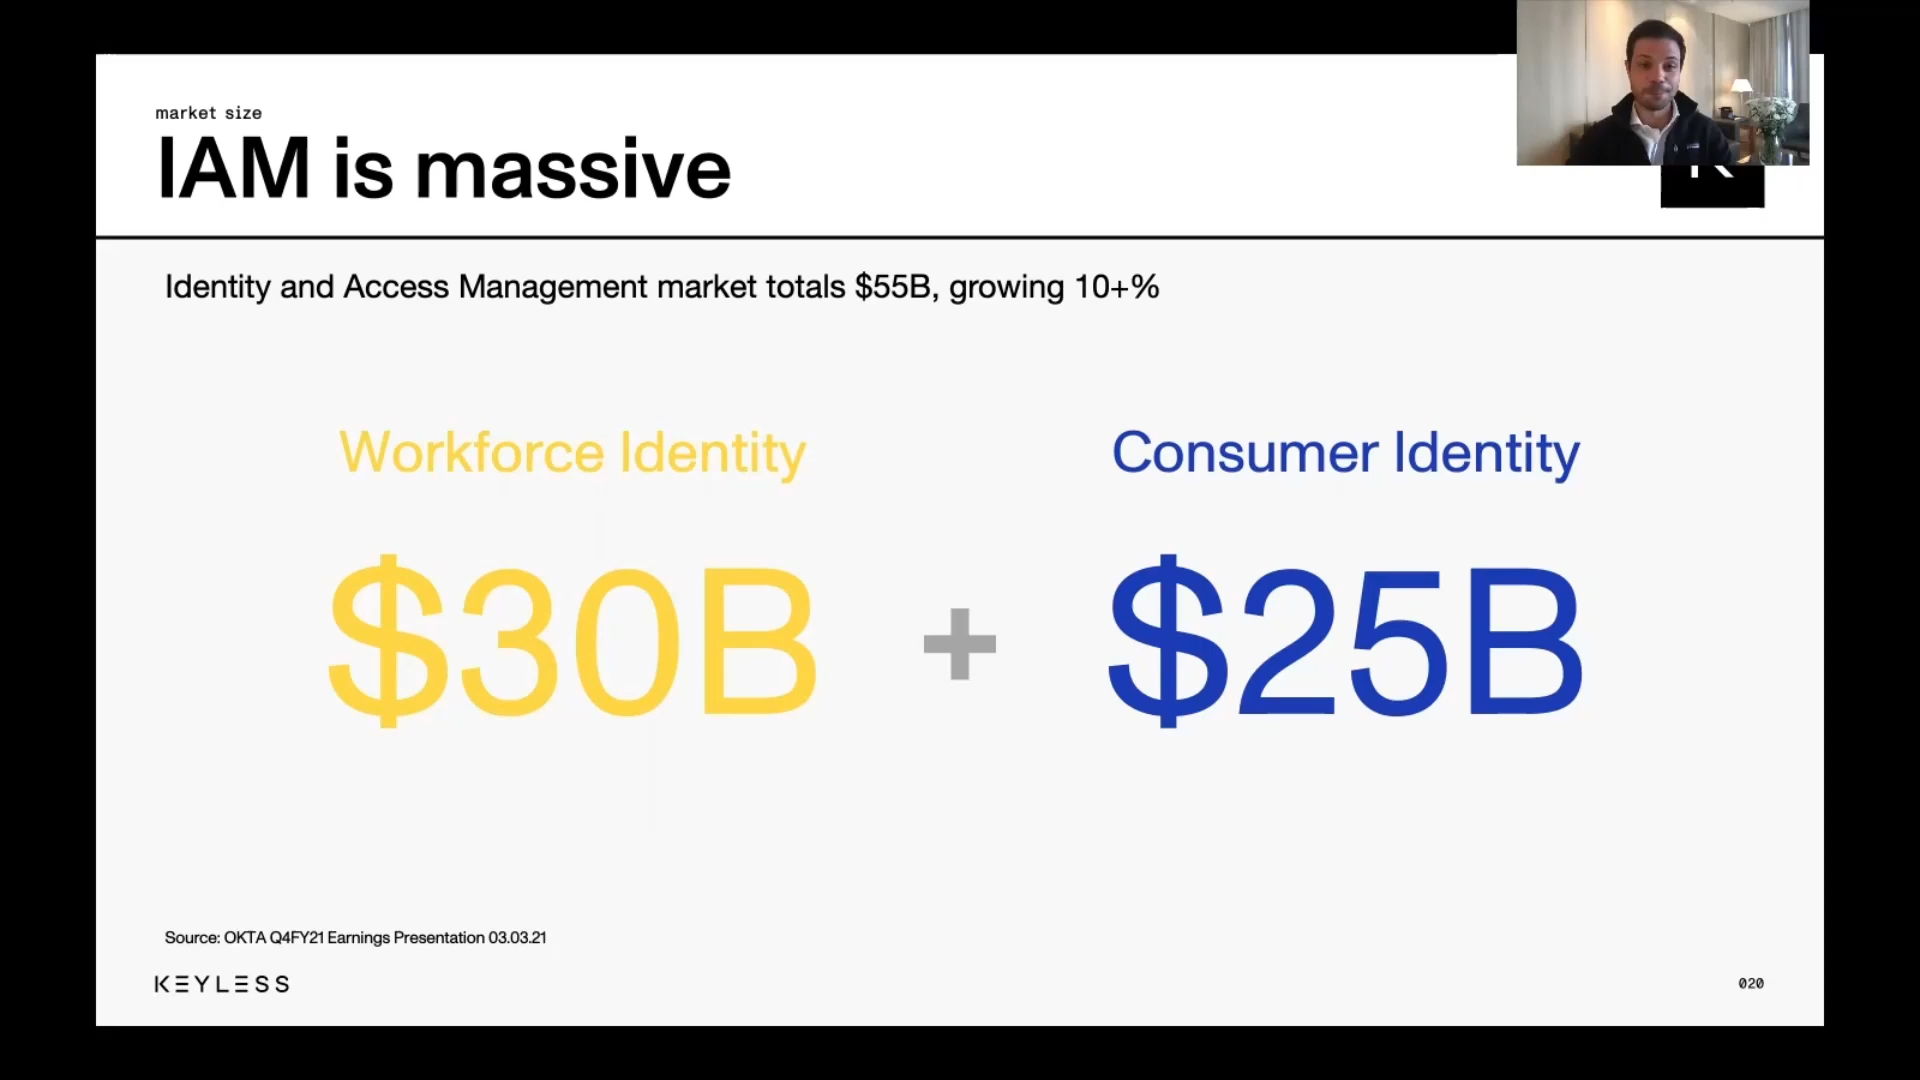 market size
IAM is massive
Identity and Access Management market totals $55B, growing 10+%
Workforce Identity
Consumer Identity
$30B + $25B
Source: OKTA Q4FY21 Earnings Presentation 03.03.21
KEYLESS
020